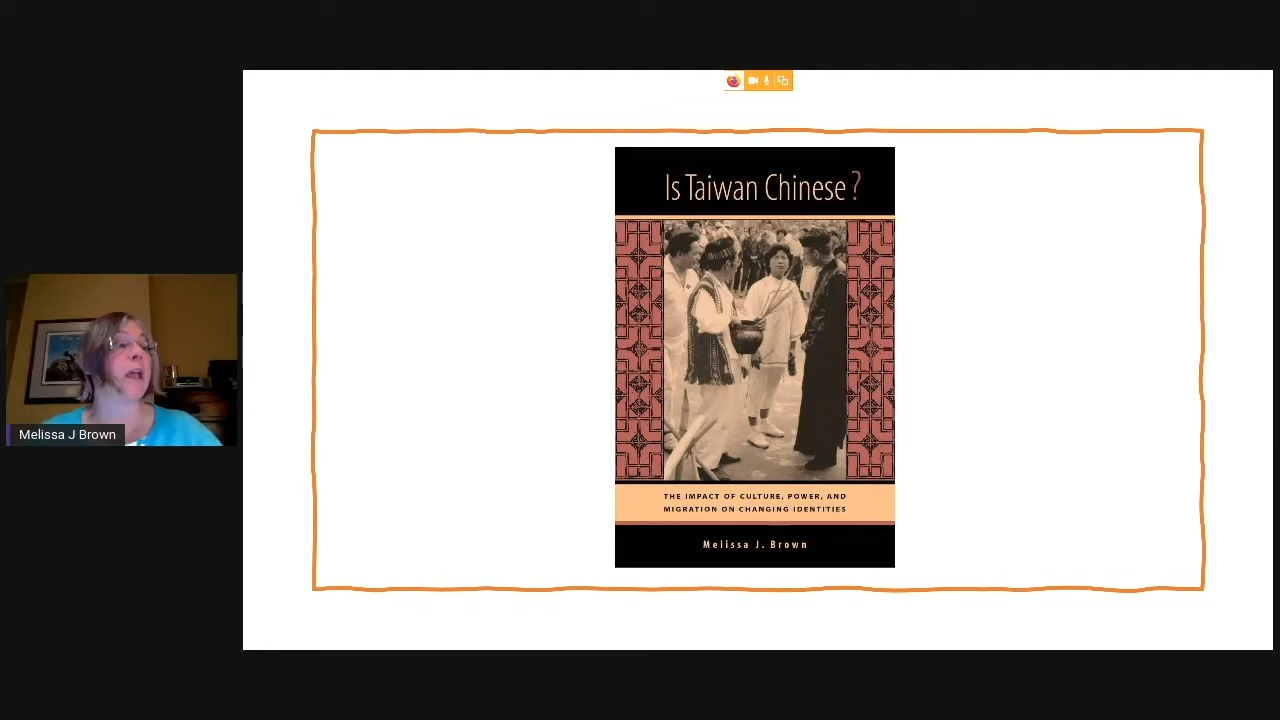 Is Taiwan Chinese?
THE IMPACT OF CULTURE, POWER, AND
MIGRATION ON CHANGING IDENTITIES
Melissa J. Brown
Melissa J Brown